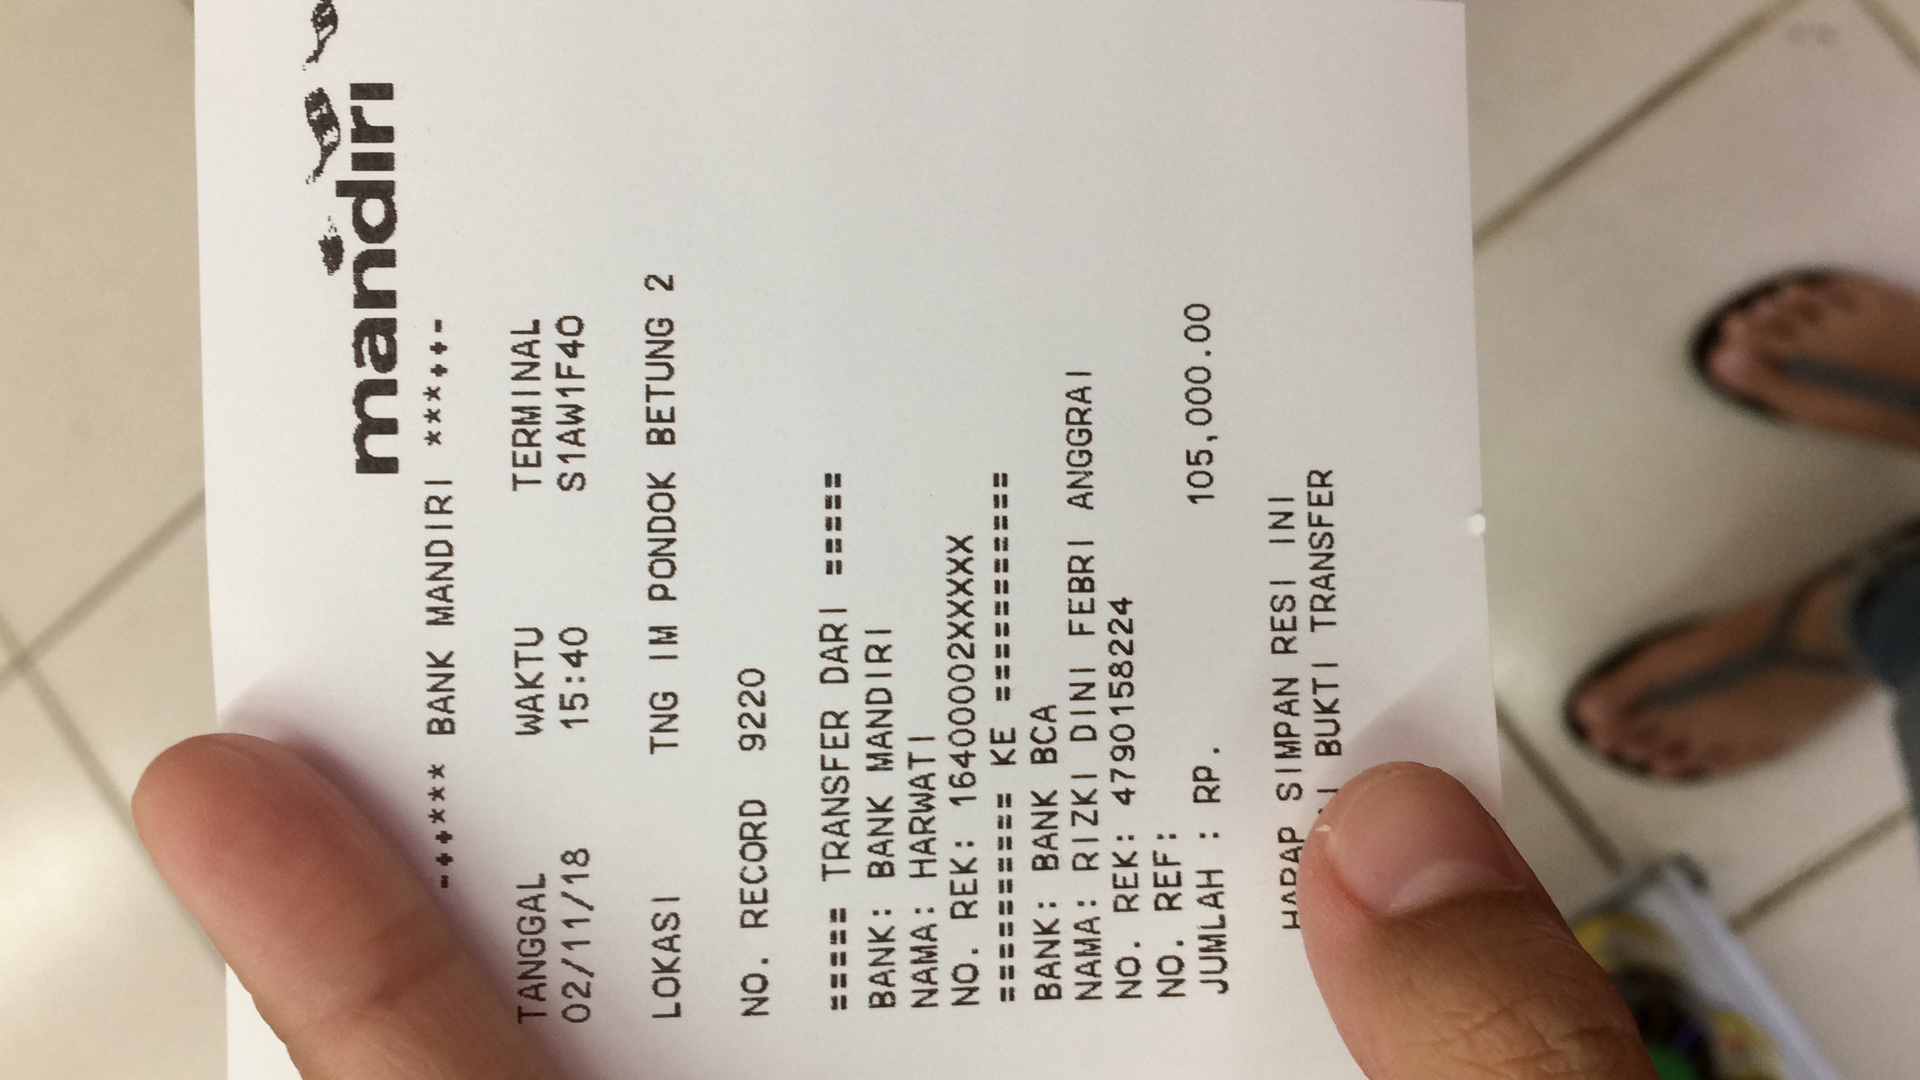 mandiri
-++**** BANK MANDIRI ****++-
TANGGAL WAKTU TERMINAL
02/11/18 15:40 S1AW1F40
LOKASI TNG IM PONDOK BETUNG 2
NO. RECORD 9220
===== TRANSFER DARI =====
BANK: BANK MANDIRI
NAMA: HARWATI
NO. REK: 16400002XXXXX
========== KE ===========
BANK: BANK BCA
NAMA: RIZKI DINI FEBRI ANGGRAI
NO. REK: 4790158224
NO. REF:
JUMLAH : RP. 105,000.00
HARAP SIMPAN RESI INI
BUKTI TRANSFER